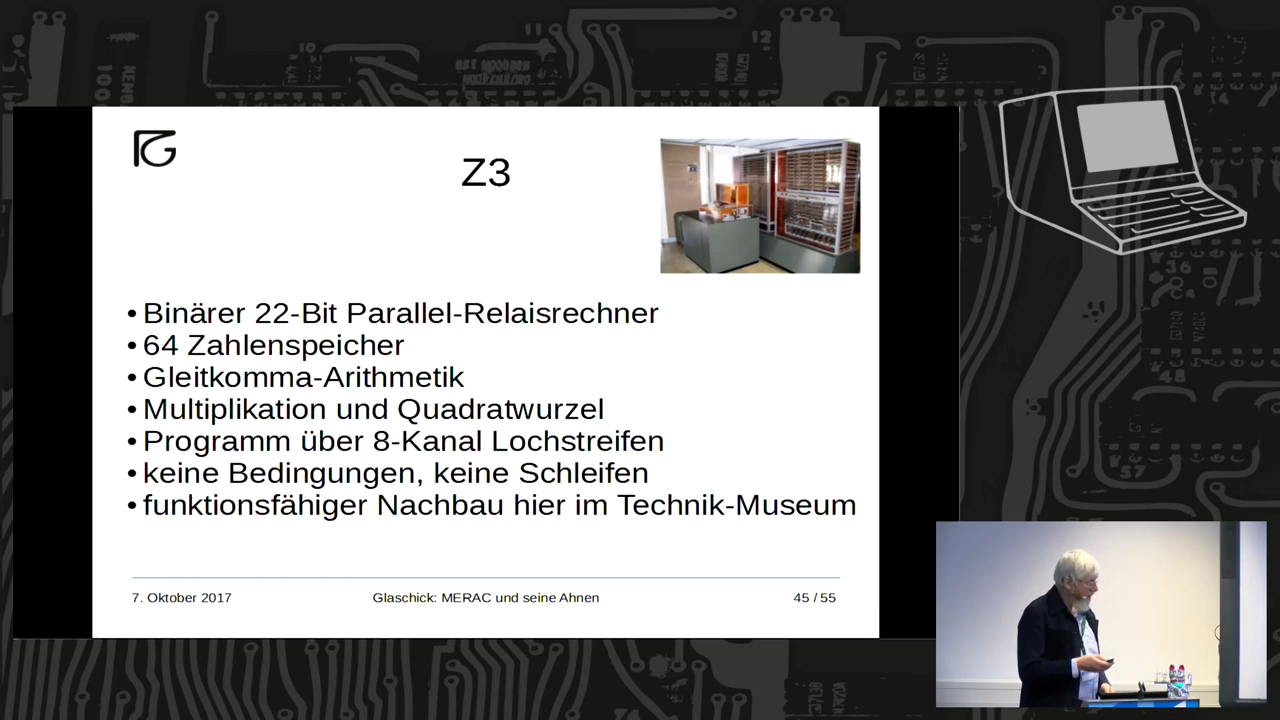 Z3
• Binärer 22-Bit Parallel-Relaisrechner
• 64 Zahlenspeicher
• Gleitkomma-Arithmetik
• Multiplikation und Quadratwurzel
• Programm über 8-Kanal Lochstreifen
• keine Bedingungen, keine Schleifen
• funktionsfähiger Nachbau hier im Technik-Museum
7. Oktober 2017 Glaschick: MERAC und seine Ahnen 45 / 55